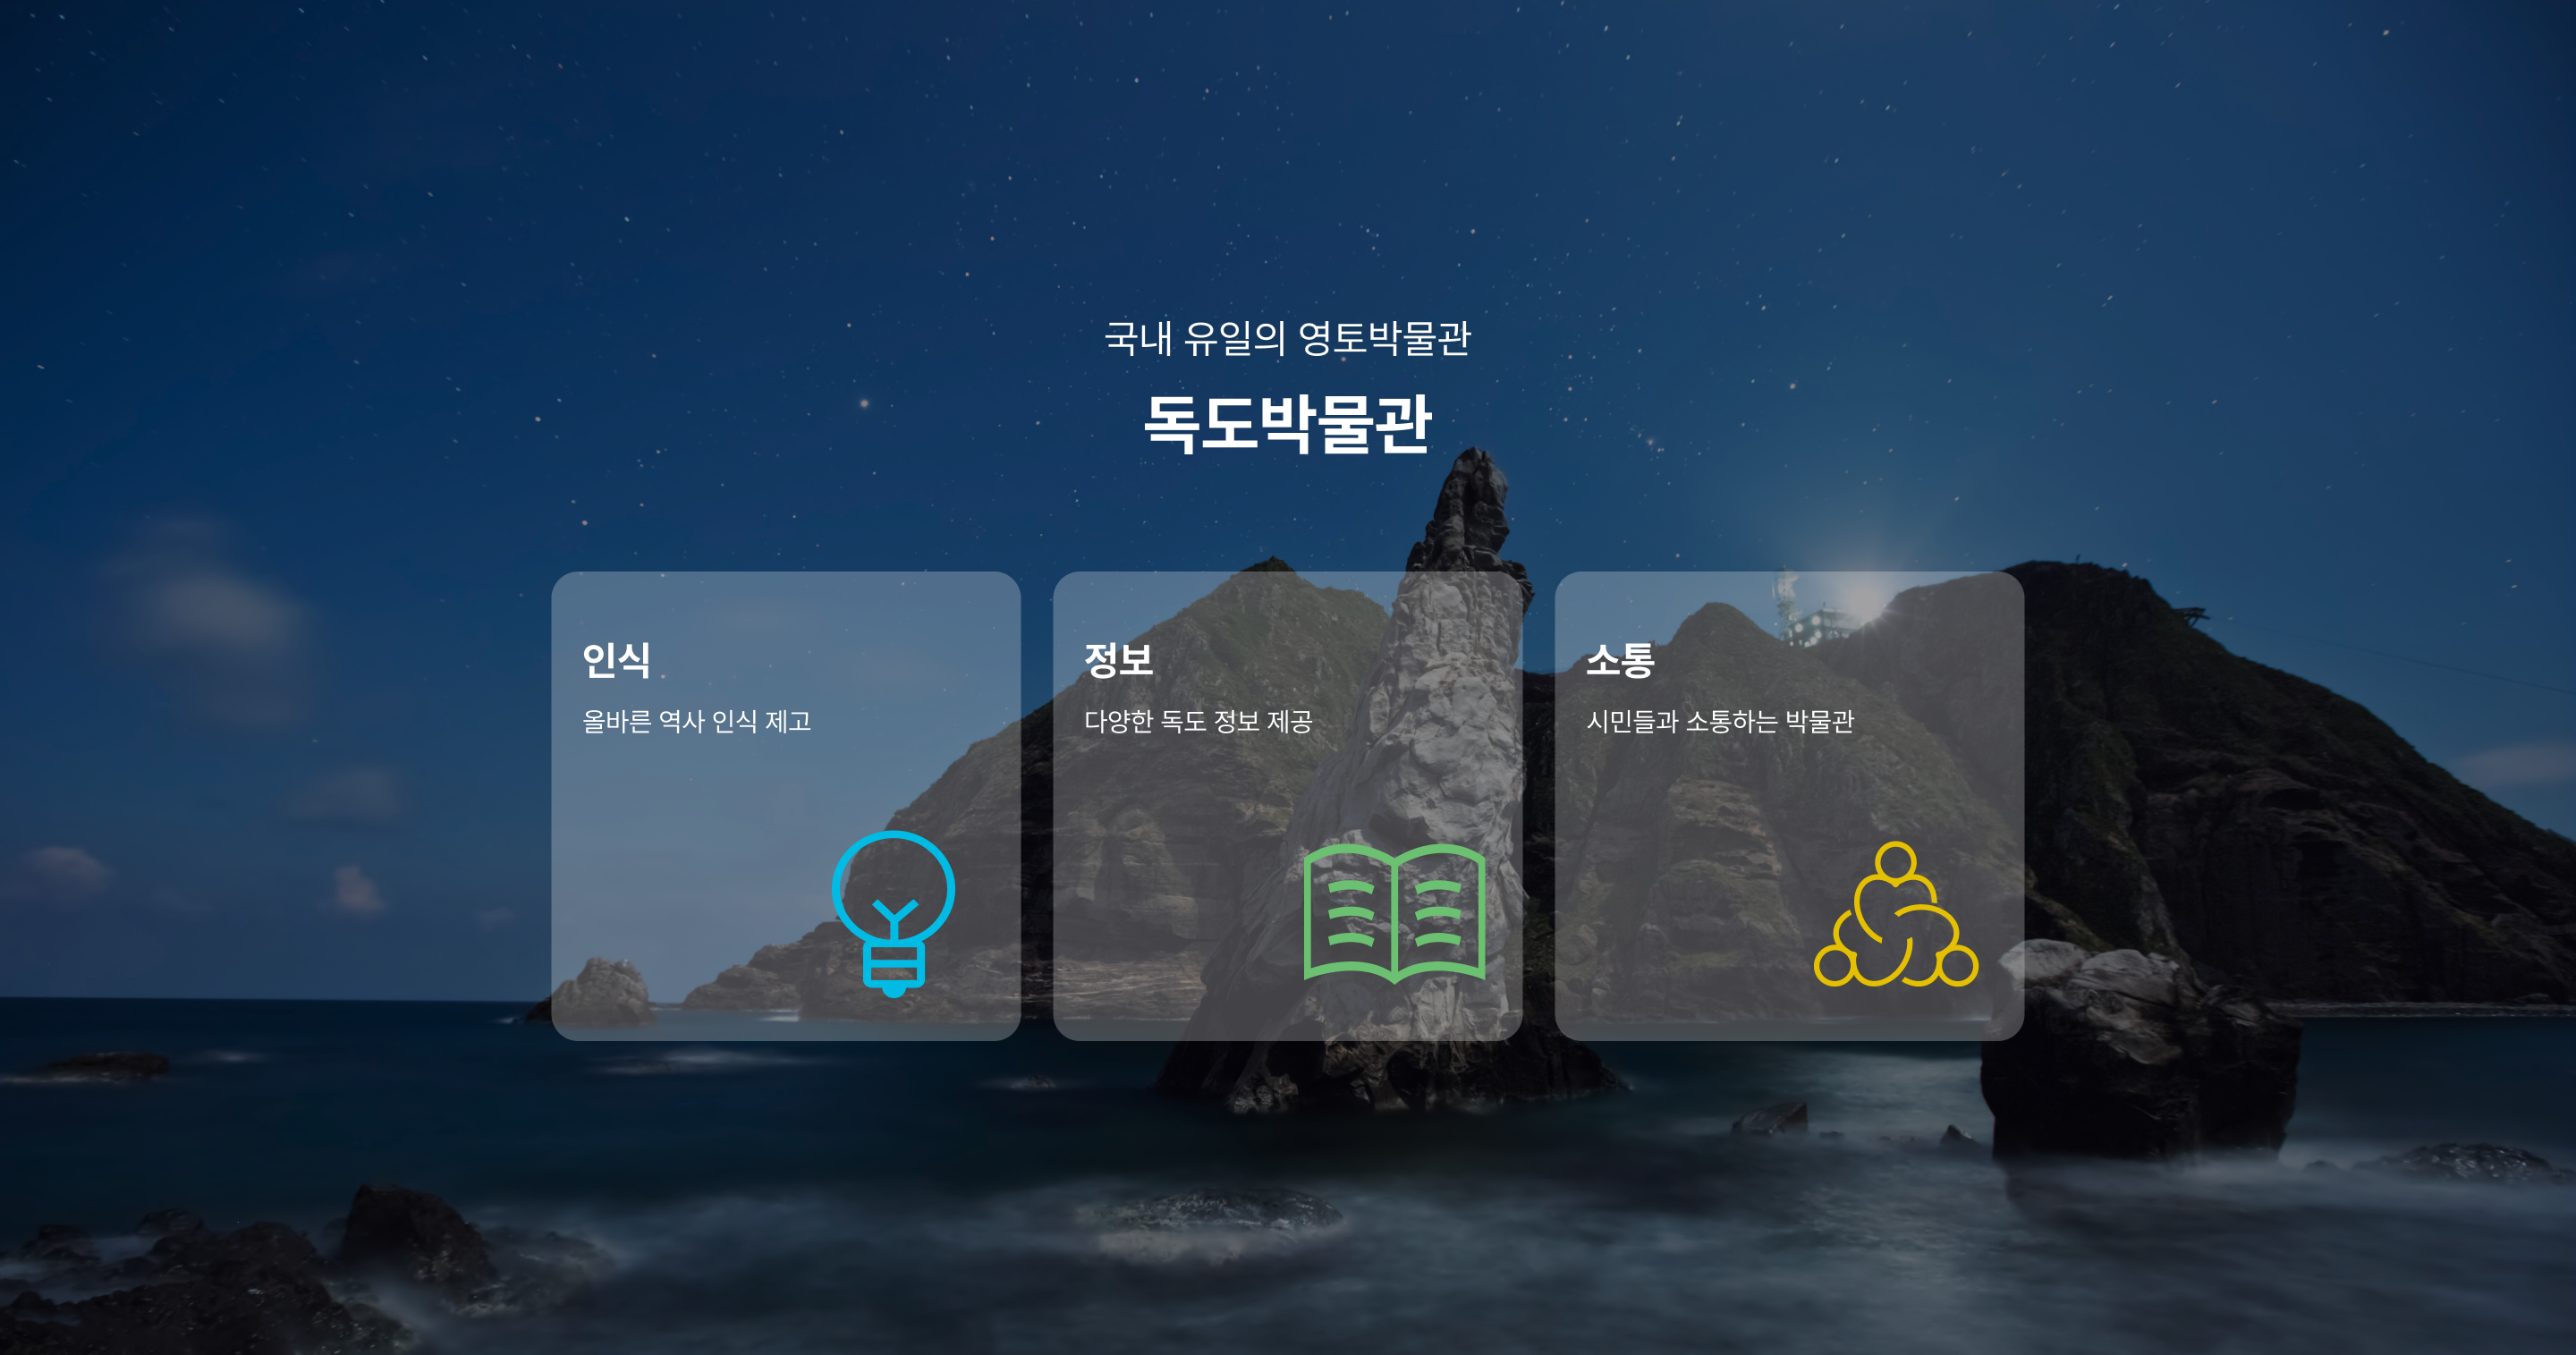 국내 유일의 영토박물관
독도박물관
인식
올바른 역사 인식 제고
정보
다양한 독도 정보 제공
소통
시민들과 소통하는 박물관